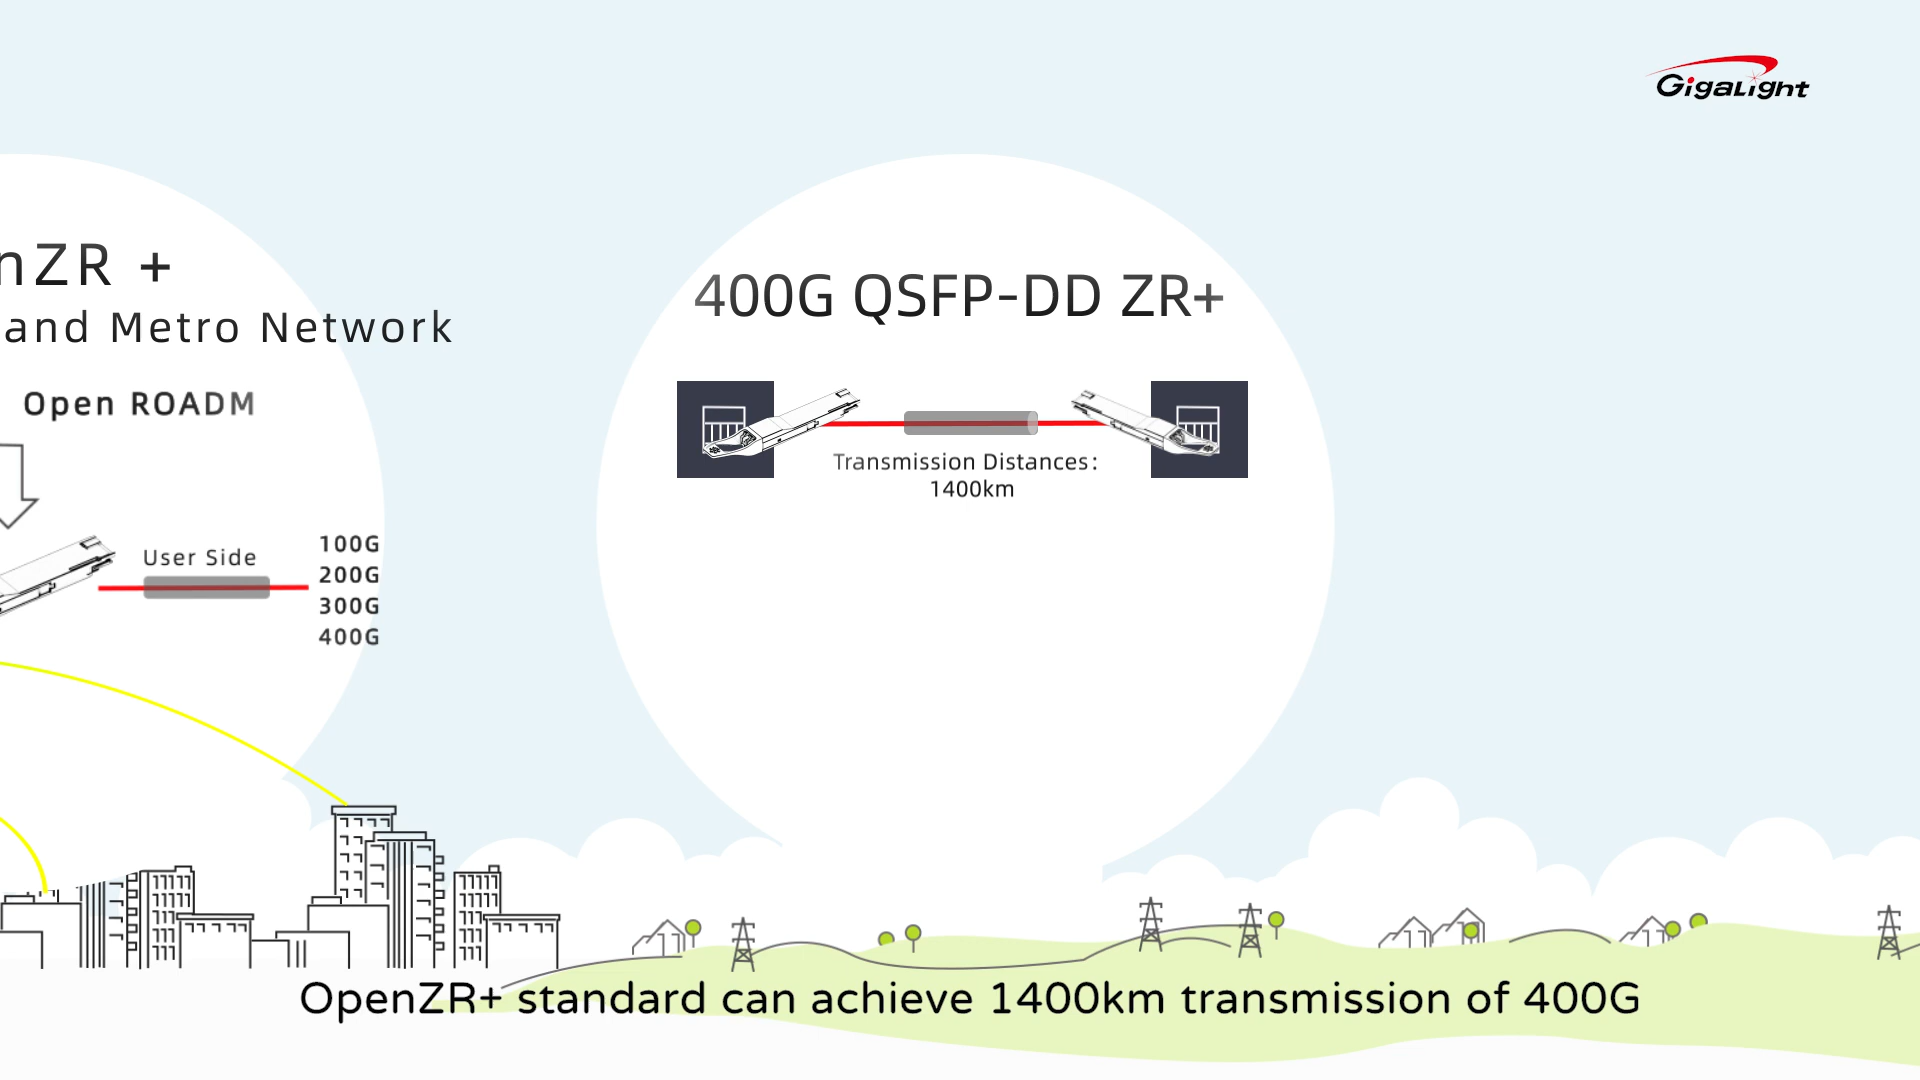 GigaLight
nZR +
and Metro Network
Open ROADM
User Side
100G
200G
300G
400G
400G QSFP-DD ZR+
Transmission Distances:
1400km
OpenZR+ standard can achieve 1400km transmission of 400G